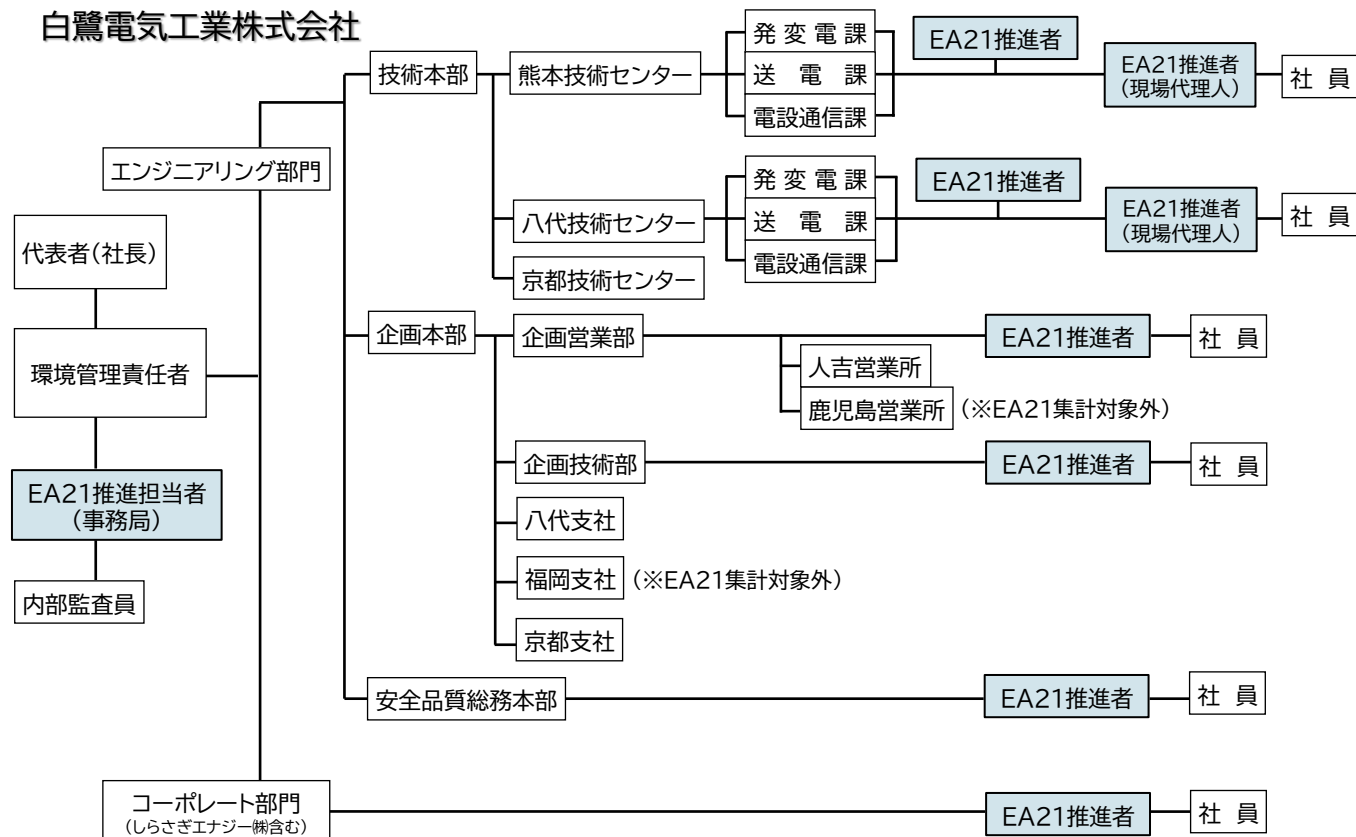 白鷺電気工業株式会社
技術本部
熊本技術センター
発変電課
送電課
電設通信課
EA21推進者
EA21推進者
(現場代理人)
社員
エンジニアリング部門
八代技術センター
発変電課
送電課
電設通信課
EA21推進者
EA21推進者
(現場代理人)
社員
京都技術センター
代表者(社長)
環境管理責任者
EA21推進担当者
(事務局)
内部監査員
企画本部
企画営業部
EA21推進者
社員
人吉営業所
鹿児島営業所 (※EA21集計対象外)
企画技術部
EA21推進者
社員
八代支社
福岡支社 (※EA21集計対象外)
京都支社
安全品質総務本部
EA21推進者
社員
コーポレート部門
(しらさぎエナジー㈱含む)
EA21推進者
社員